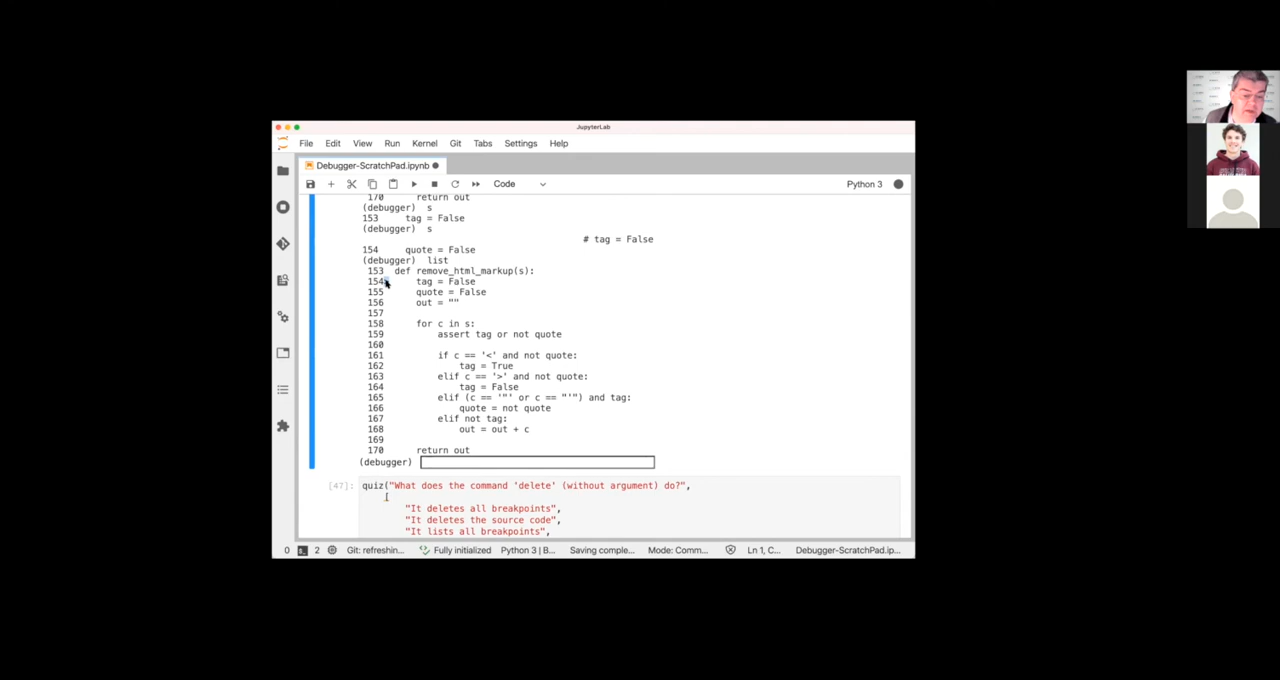 JupyterLab
File Edit View Run Kernel Git Tabs Settings Help
Debugger-ScratchPad.ipynb
Code Python 3
170 return out
(debugger) s
153 tag = False
(debugger) s
# tag = False
154 quote = False
(debugger) list
153 def remove_html_markup(s):
154 tag = False
155 quote = False
156 out = ""
157
158 for c in s:
159 assert tag or not quote
160
161 if c == '<' and not quote:
162 tag = True
163 elif c == '>' and not quote:
164 tag = False
165 elif (c == '"' or c == "'") and tag:
166 quote = not quote
167 elif not tag:
168 out = out + c
169
170 return out
(debugger)
[47]: quiz("What does the command 'delete' (without argument) do?",
[
"It deletes all breakpoints",
"It deletes the source code",
"It lists all breakpoints",
0 2 Git: refreshin... Fully initialized Python 3 | B... Saving comple... Mode: Comm... Ln 1, C... Debugger-ScratchPad.ip...